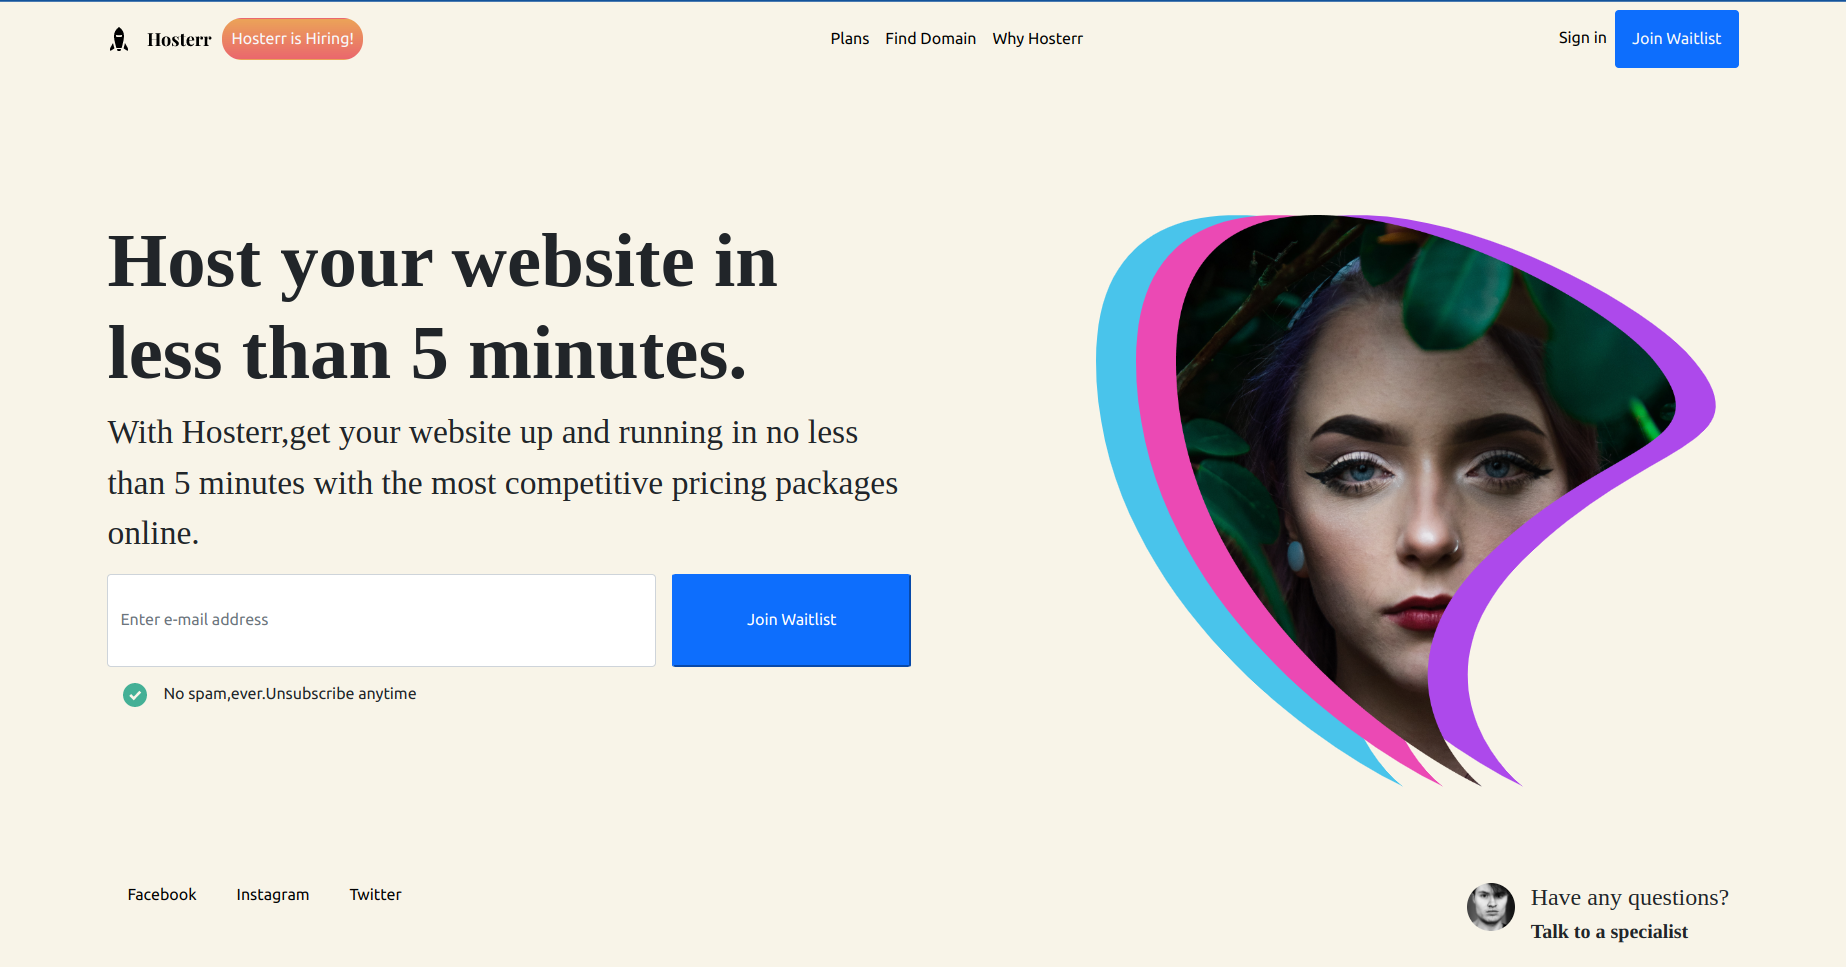 Hosterr
Hosterr is Hiring!
Plans
Find Domain
Why Hosterr
Sign in
Join Waitlist
Host your website in
less than 5 minutes.
With Hosterr,get your website up and running in no less
than 5 minutes with the most competitive pricing packages
online.
Enter e-mail address
Join Waitlist
No spam,ever.Unsubscribe anytime
Facebook
Instagram
Twitter
Have any questions?
Talk to a specialist